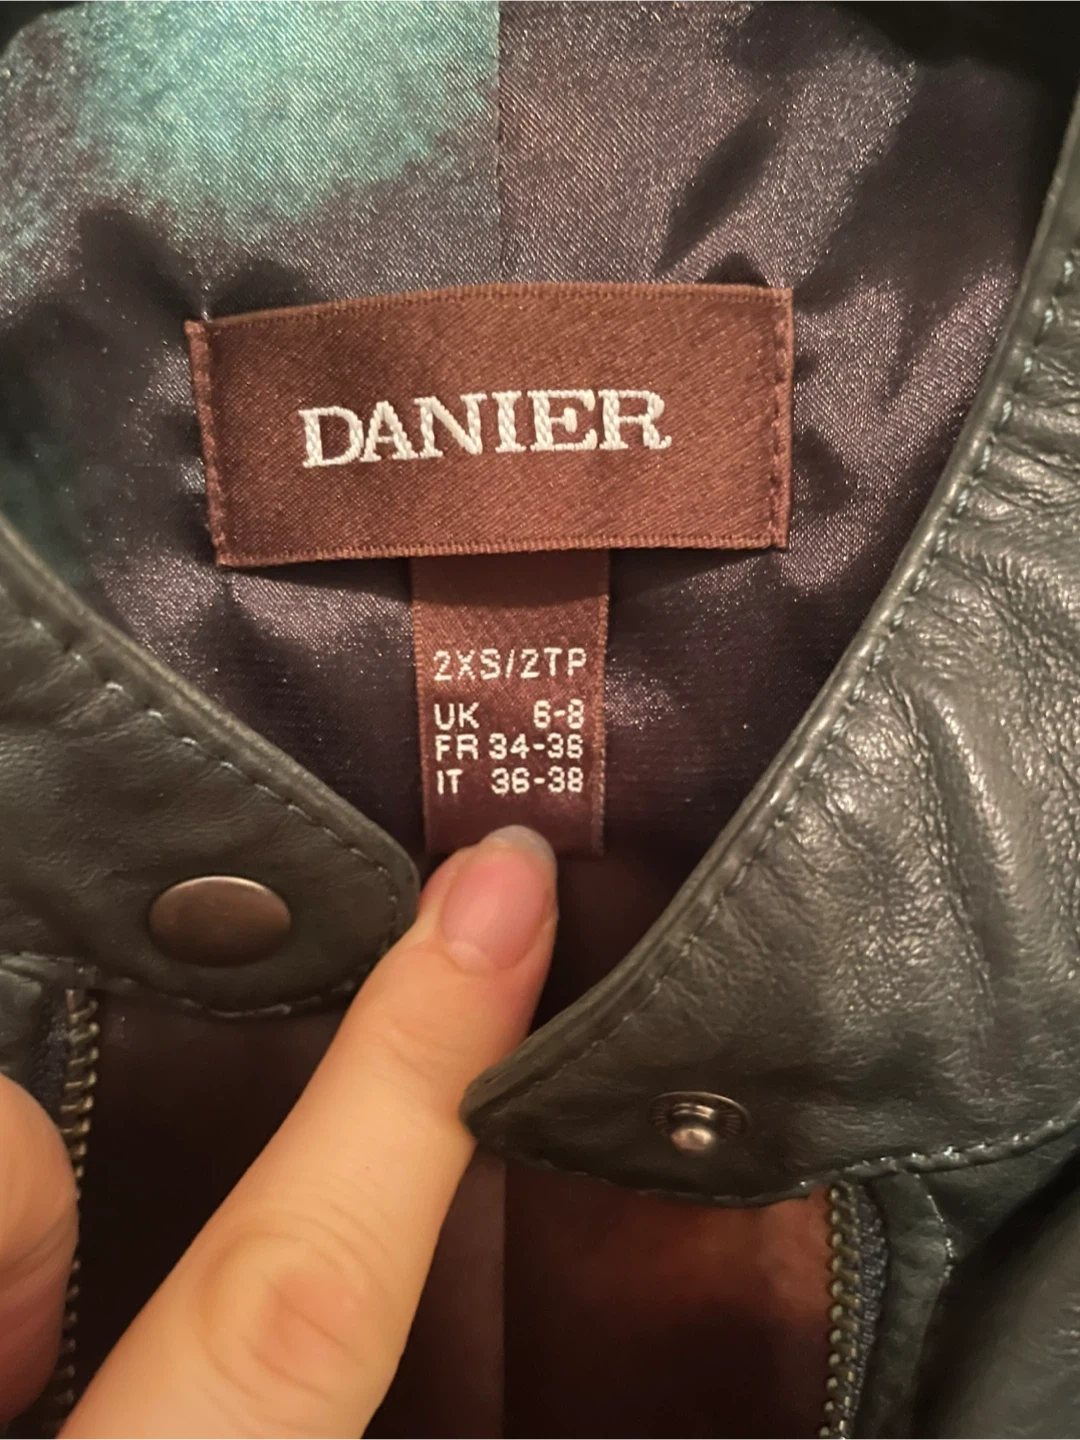 DANIER
2XS/2TP
UK 6-8
FR 34-36
IT 36-38